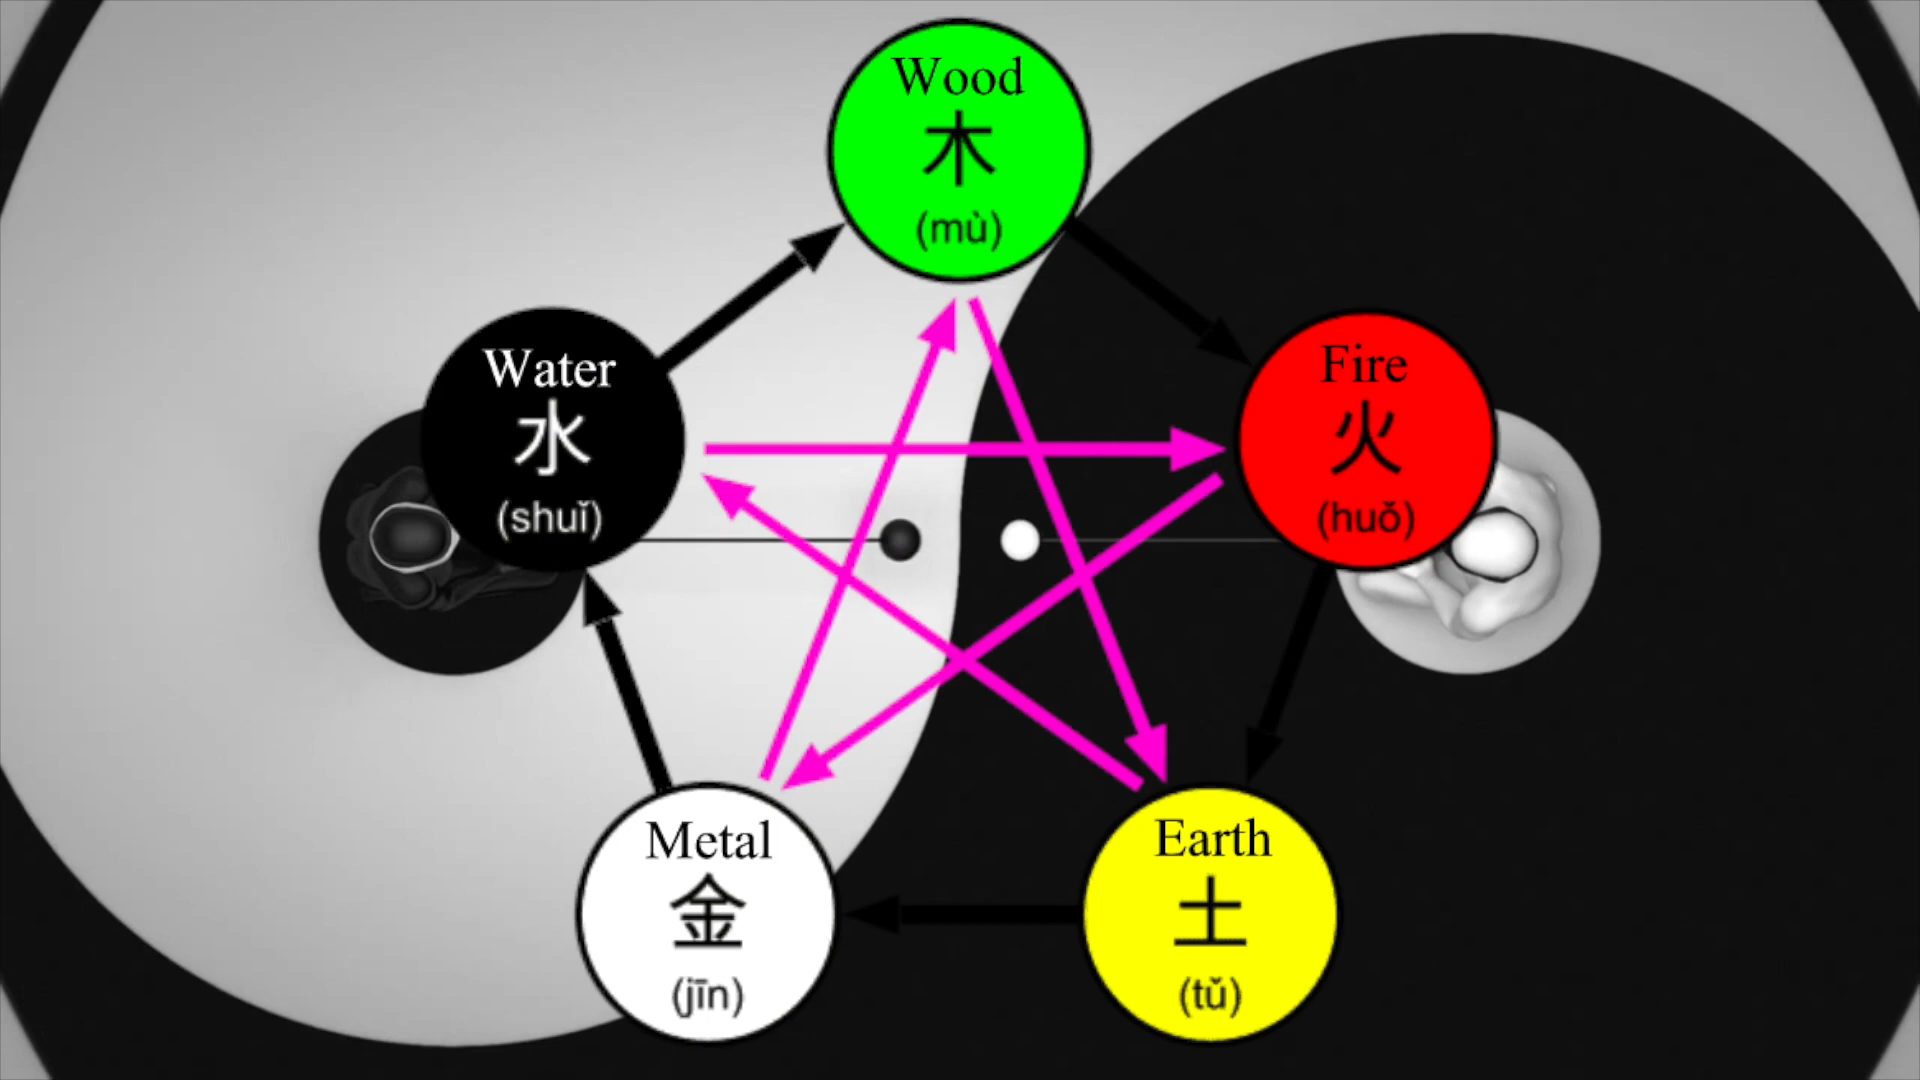 Wood
木
(mù)
Water
水
(shuǐ)
Fire
火
(huǒ)
Metal
金
(jīn)
Earth
土
(tǔ)